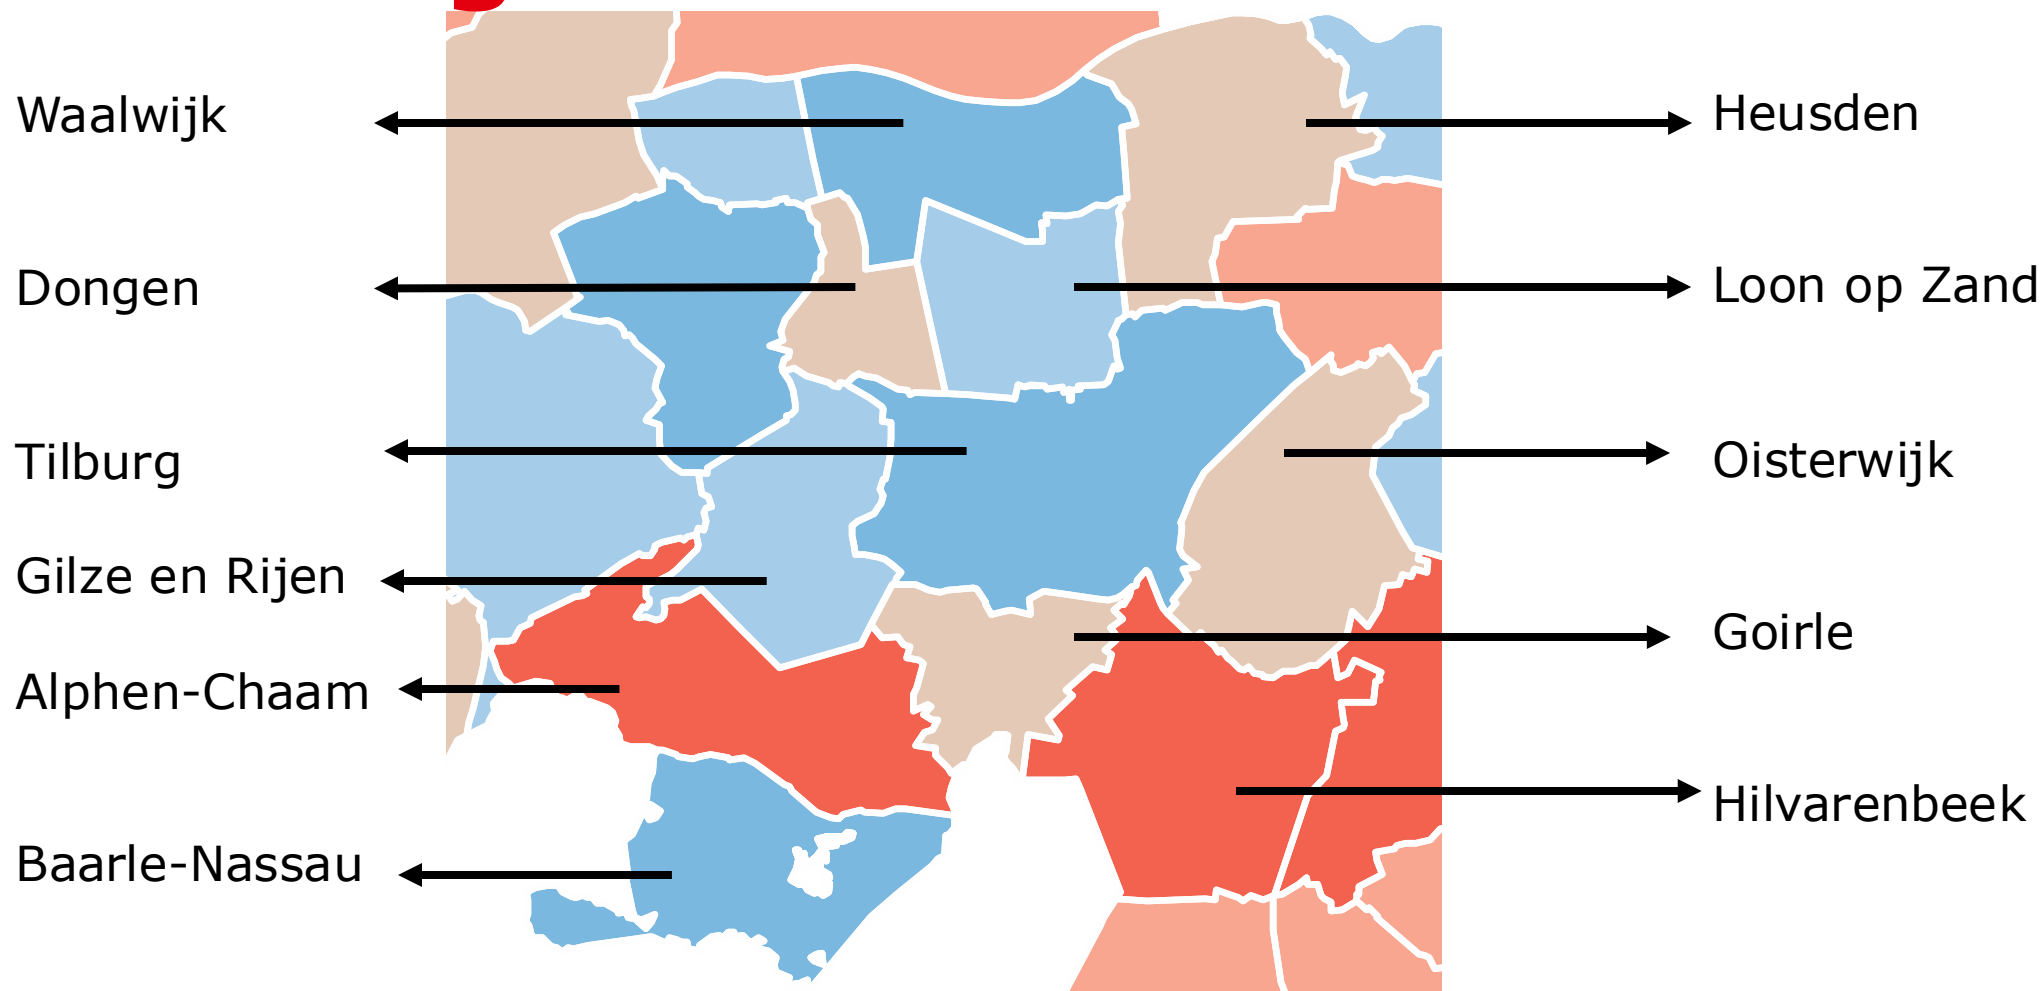 Waalwijk
Dongen
Tilburg
Gilze en Rijen
Alphen-Chaam
Baarle-Nassau
Heusden
Loon op Zand
Oisterwijk
Goirle
Hilvarenbeek